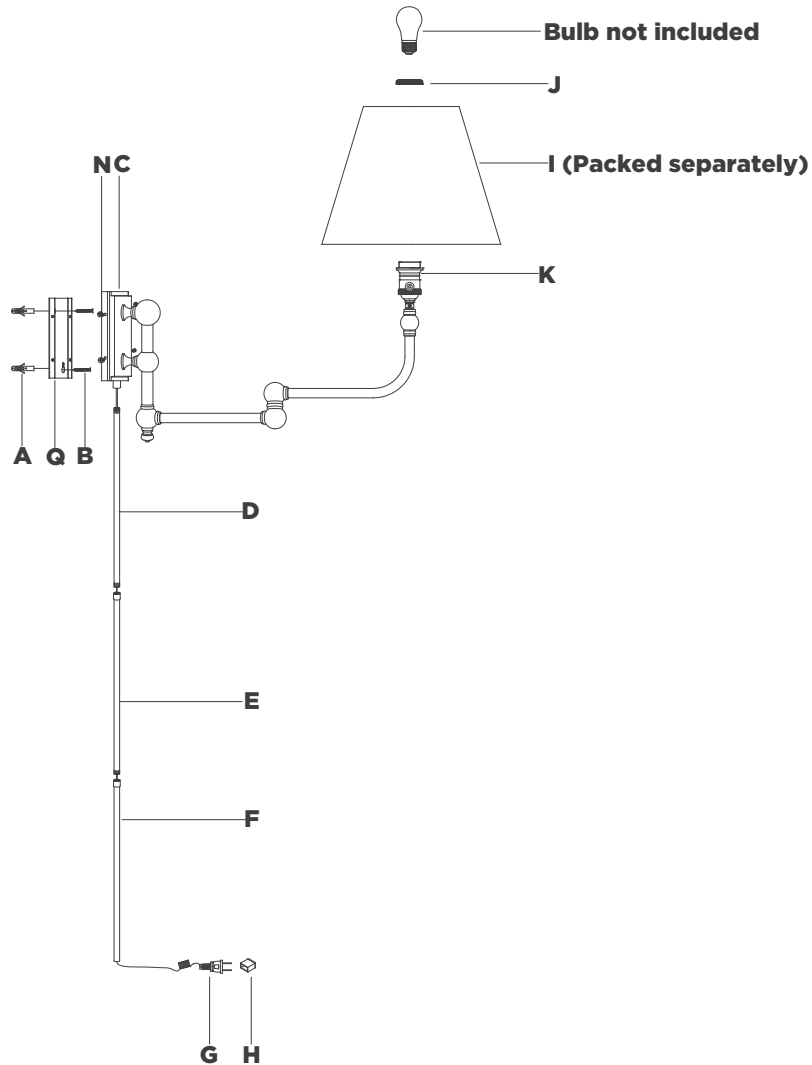 Bulb not included
J
I (Packed separately)
N C
K
A Q B
D
E
F
G H